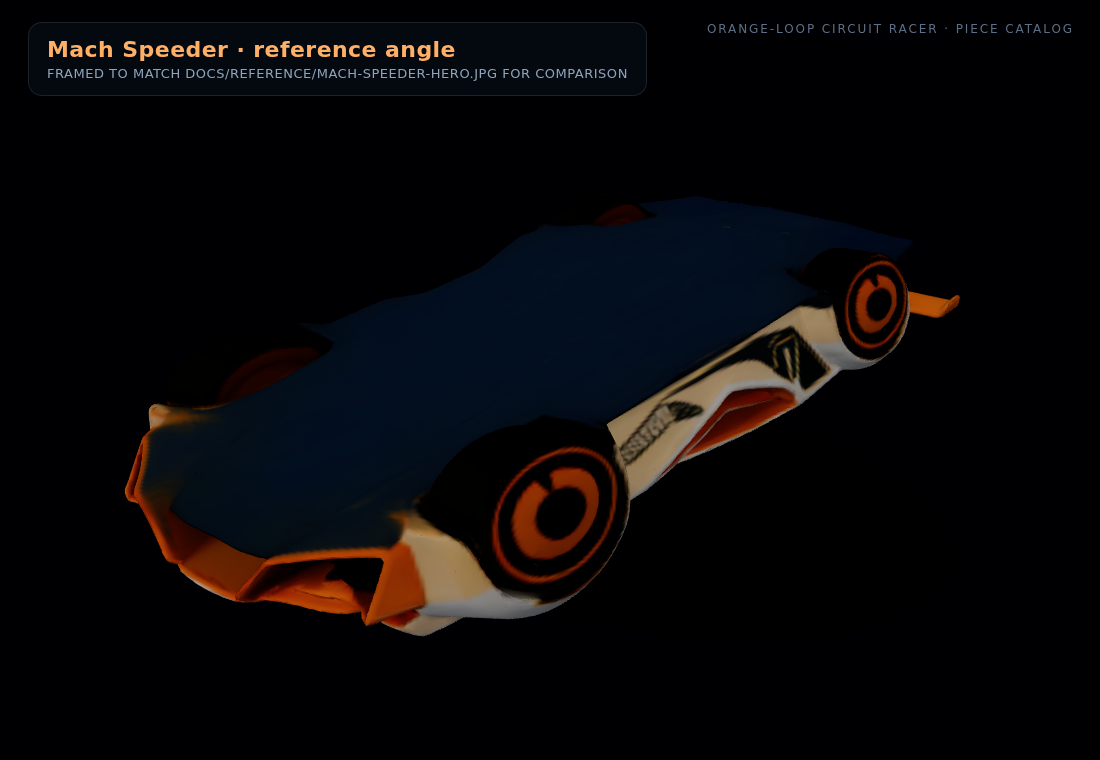 Mach Speeder · reference angle
FRAMED TO MATCH DOCS/REFERENCE/MACH-SPEEDER-HERO.JPG FOR COMPARISON
ORANGE-LOOP CIRCUIT RACER · PIECE CATALOG